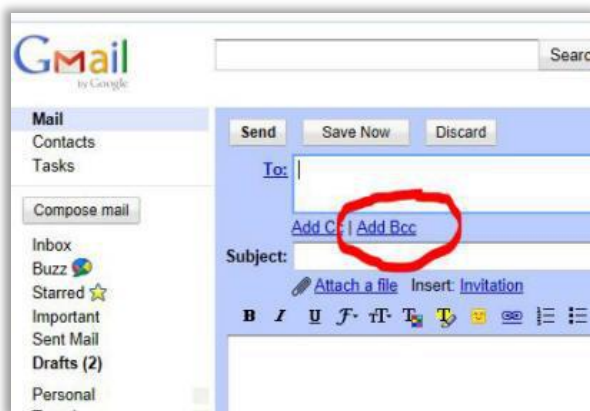 Gmail
by Google
Searc
Mail
Contacts
Tasks
Compose mail
Inbox
Buzz
Starred
Important
Sent Mail
Drafts (2)
Personal
Send Save Now Discard
To:
Add Cc | Add Bcc
Subject:
Attach a file Insert: Invitation
B I U F T T T